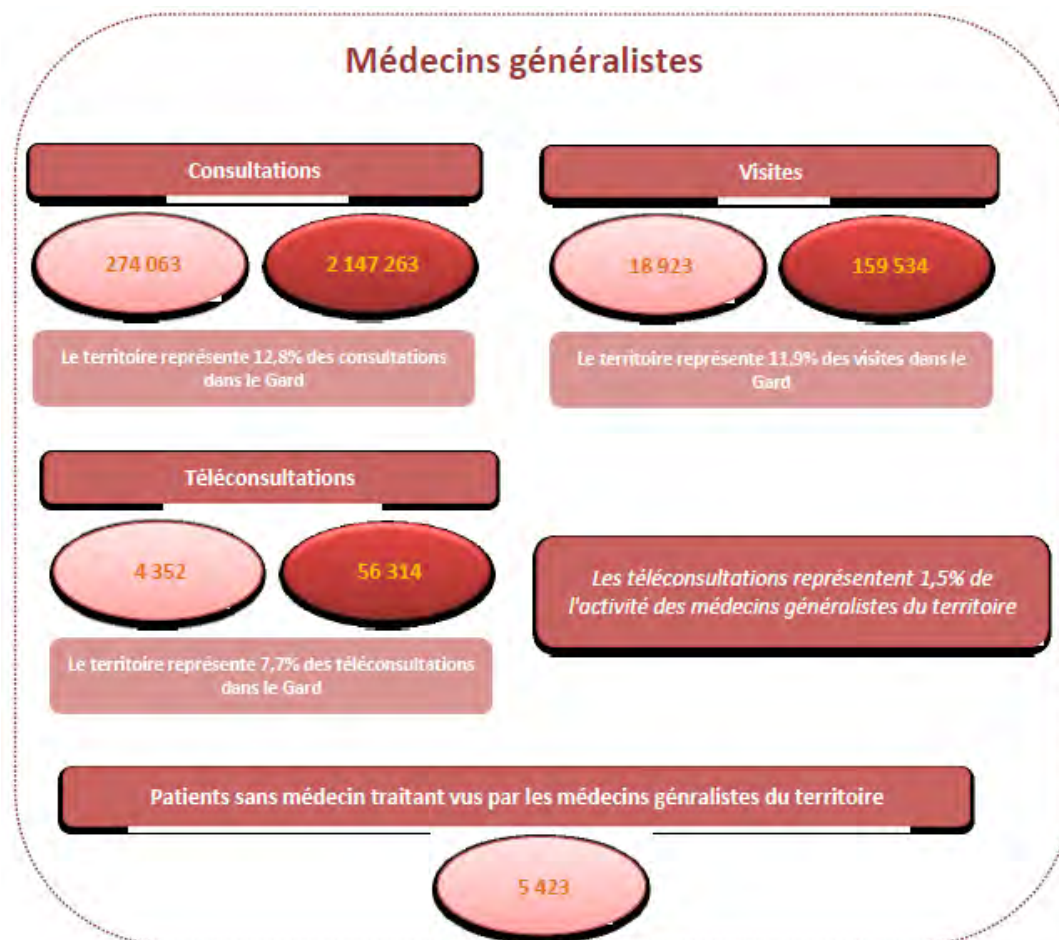 Médecins généralistes
Consultations
274 063
2 147 263
Le territoire représente 12,8% des consultations
dans le Gard
Visites
18 923
159 534
Le territoire représente 11,9% des visites dans le
Gard
Téléconsultations
4 352
56 314
Le territoire représente 7,7% des téléconsultations
dans le Gard
Les téléconsultations représentent 1,5% de
l'activité des médecins généralistes du territoire
Patients sans médecin traitant vus par les médecins génralistes du territoire
5 423